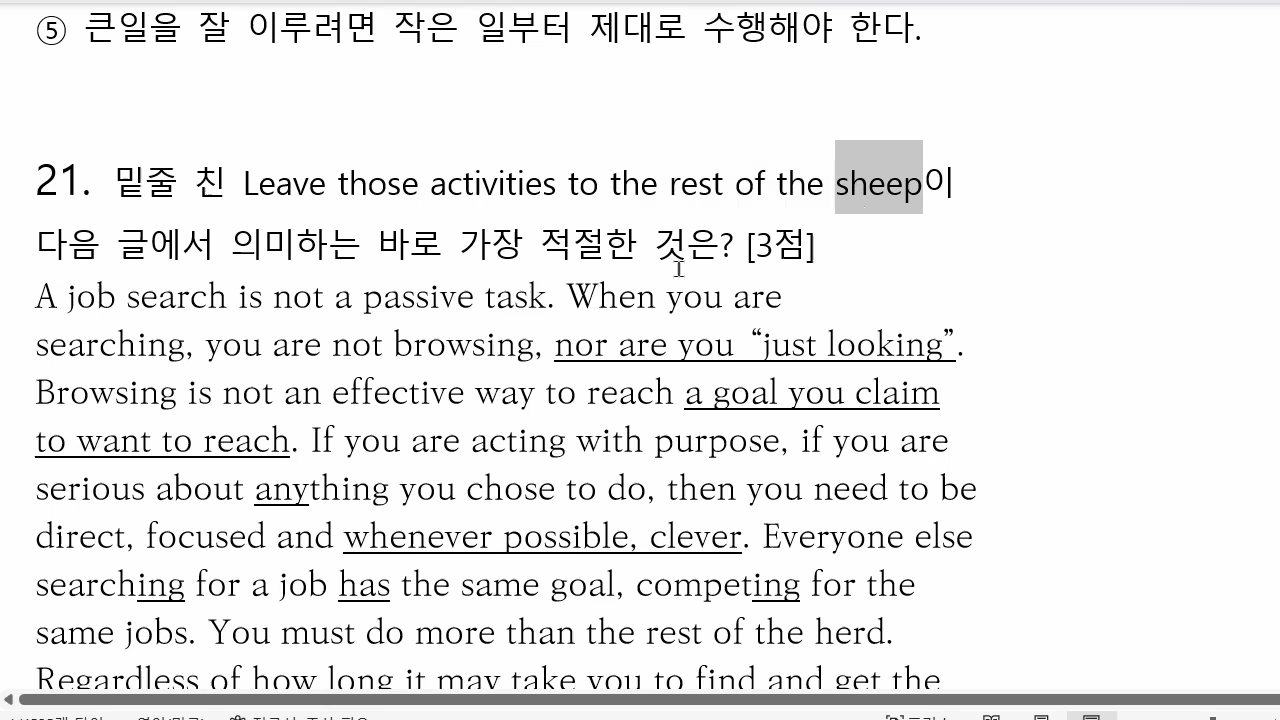 ⑤ 큰일을 잘 이루려면 작은 일부터 제대로 수행해야 한다.
21. 밑줄 친 Leave those activities to the rest of the sheep이
다음 글에서 의미하는 바로 가장 적절한 것은? [3점]
A job search is not a passive task. When you are
searching, you are not browsing, nor are you “just looking”.
Browsing is not an effective way to reach a goal you claim
to want to reach. If you are acting with purpose, if you are
serious about anything you chose to do, then you need to be
direct, focused and whenever possible, clever. Everyone else
searching for a job has the same goal, competing for the
same jobs. You must do more than the rest of the herd.
Regardless of how long it may take you to find and get the